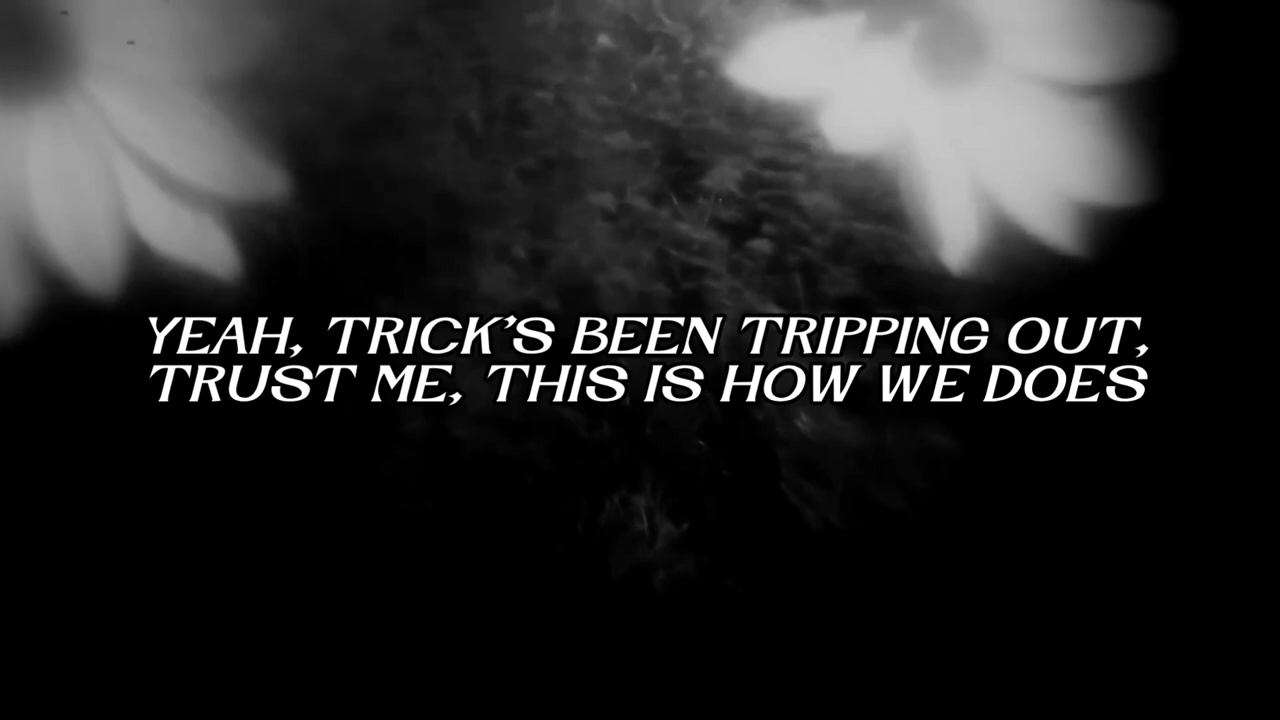 YEAH, TRICK'S BEEN TRIPPING OUT,
TRUST ME, THIS IS HOW WE DOES